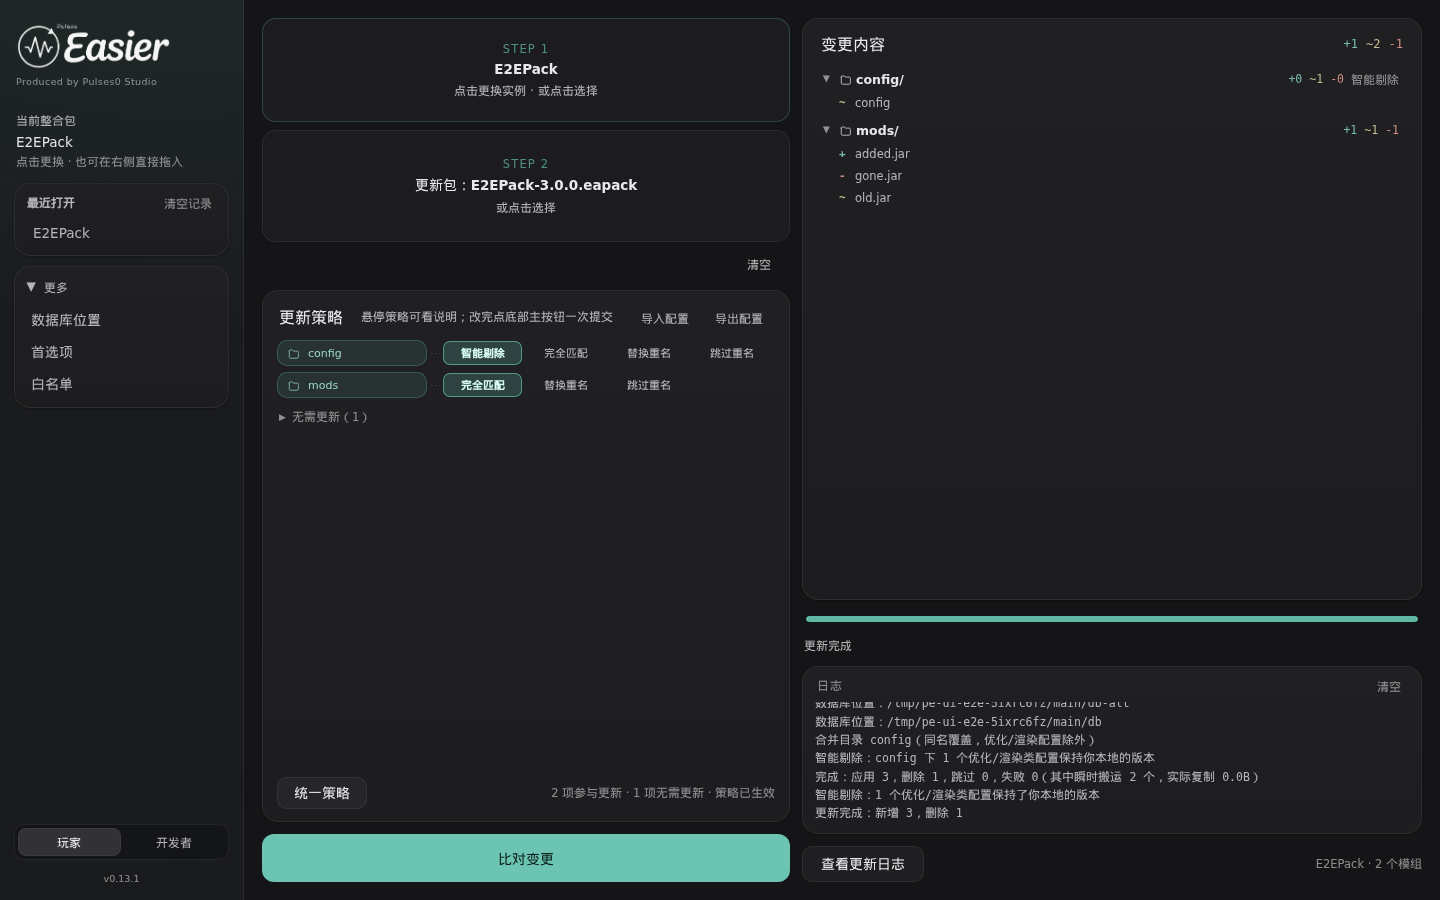 Pulses
Easier
Produced by Pulses0 Studio
当前整合包
E2EPack
点击更换 · 也可在右侧直接拖入
最近打开
清空记录
E2EPack
▼ 更多
数据库位置
首选项
白名单
玩家
开发者
v0.13.1
STEP 1
E2EPack
点击更换实例 · 或点击选择
STEP 2
更新包：E2EPack-3.0.0.eapack
或点击选择
清空
更新策略
悬停策略可看说明；改完点底部主按钮一次提交
导入配置
导出配置
config
智能剔除
完全匹配
替换重名
跳过重名
mods
完全匹配
替换重名
跳过重名
▶ 无需更新（1）
统一策略
2 项参与更新 · 1 项无需更新 · 策略已生效
比对变更
变更内容
+1 ~2 -1
▼ config/
+0 ~1 -0 智能剔除
~ config
▼ mods/
+1 ~1 -1
+ added.jar
- gone.jar
~ old.jar
更新完成
日志
清空
数据库位置：/tmp/pe-ui-e2e-5ixrc6fz/main/db-alt
数据库位置：/tmp/pe-ui-e2e-5ixrc6fz/main/db
合并目录 config（同名覆盖，优化/渲染配置除外）
智能剔除：config 下 1 个优化/渲染类配置保持你本地的版本
完成：应用 3，删除 1，跳过 0，失败 0（其中瞬时搬运 2 个，实际复制 0.0B）
智能剔除：1 个优化/渲染类配置保持了你本地的版本
更新完成：新增 3，删除 1
查看更新日志
E2EPack · 2 个模组